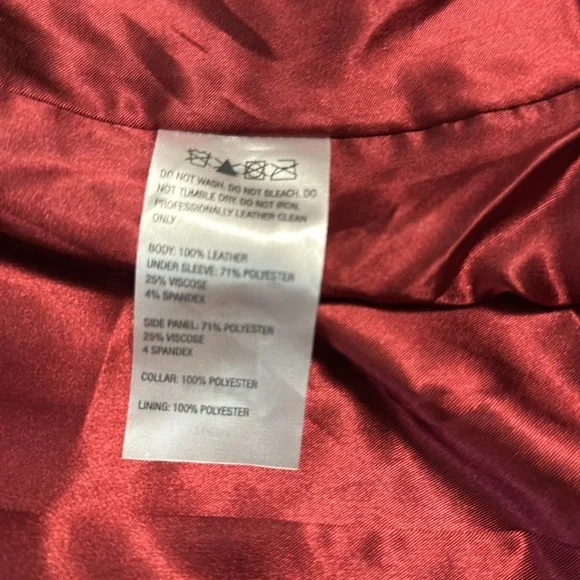 DO NOT WASH. DO NOT BLEACH. DO
NOT TUMBLE DRY. DO NOT IRON.
PROFESSIONALLY LEATHER CLEAN
ONLY
BODY: 100% LEATHER
UNDER SLEEVE: 71% POLYESTER
25% VISCOSE
4% SPANDEX
SIDE PANEL: 71% POLYESTER
25% VISCOSE
4 SPANDEX
COLLAR: 100% POLYESTER
LINING: 100% POLYESTER